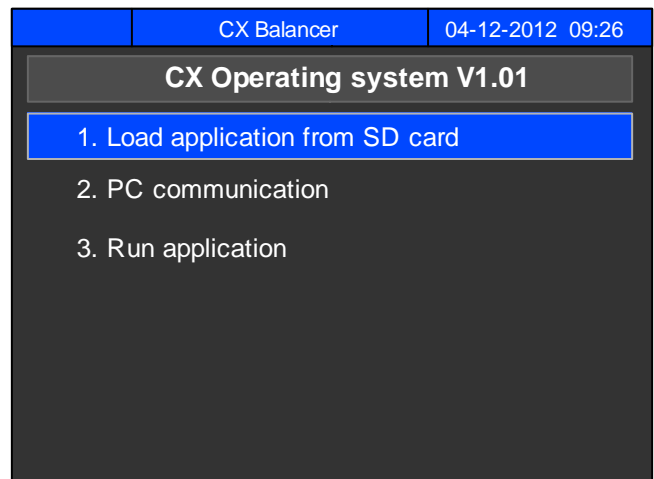 CX Balancer 04-12-2012 09:26
CX Operating system V1.01
1. Load application from SD card
2. PC communication
3. Run application